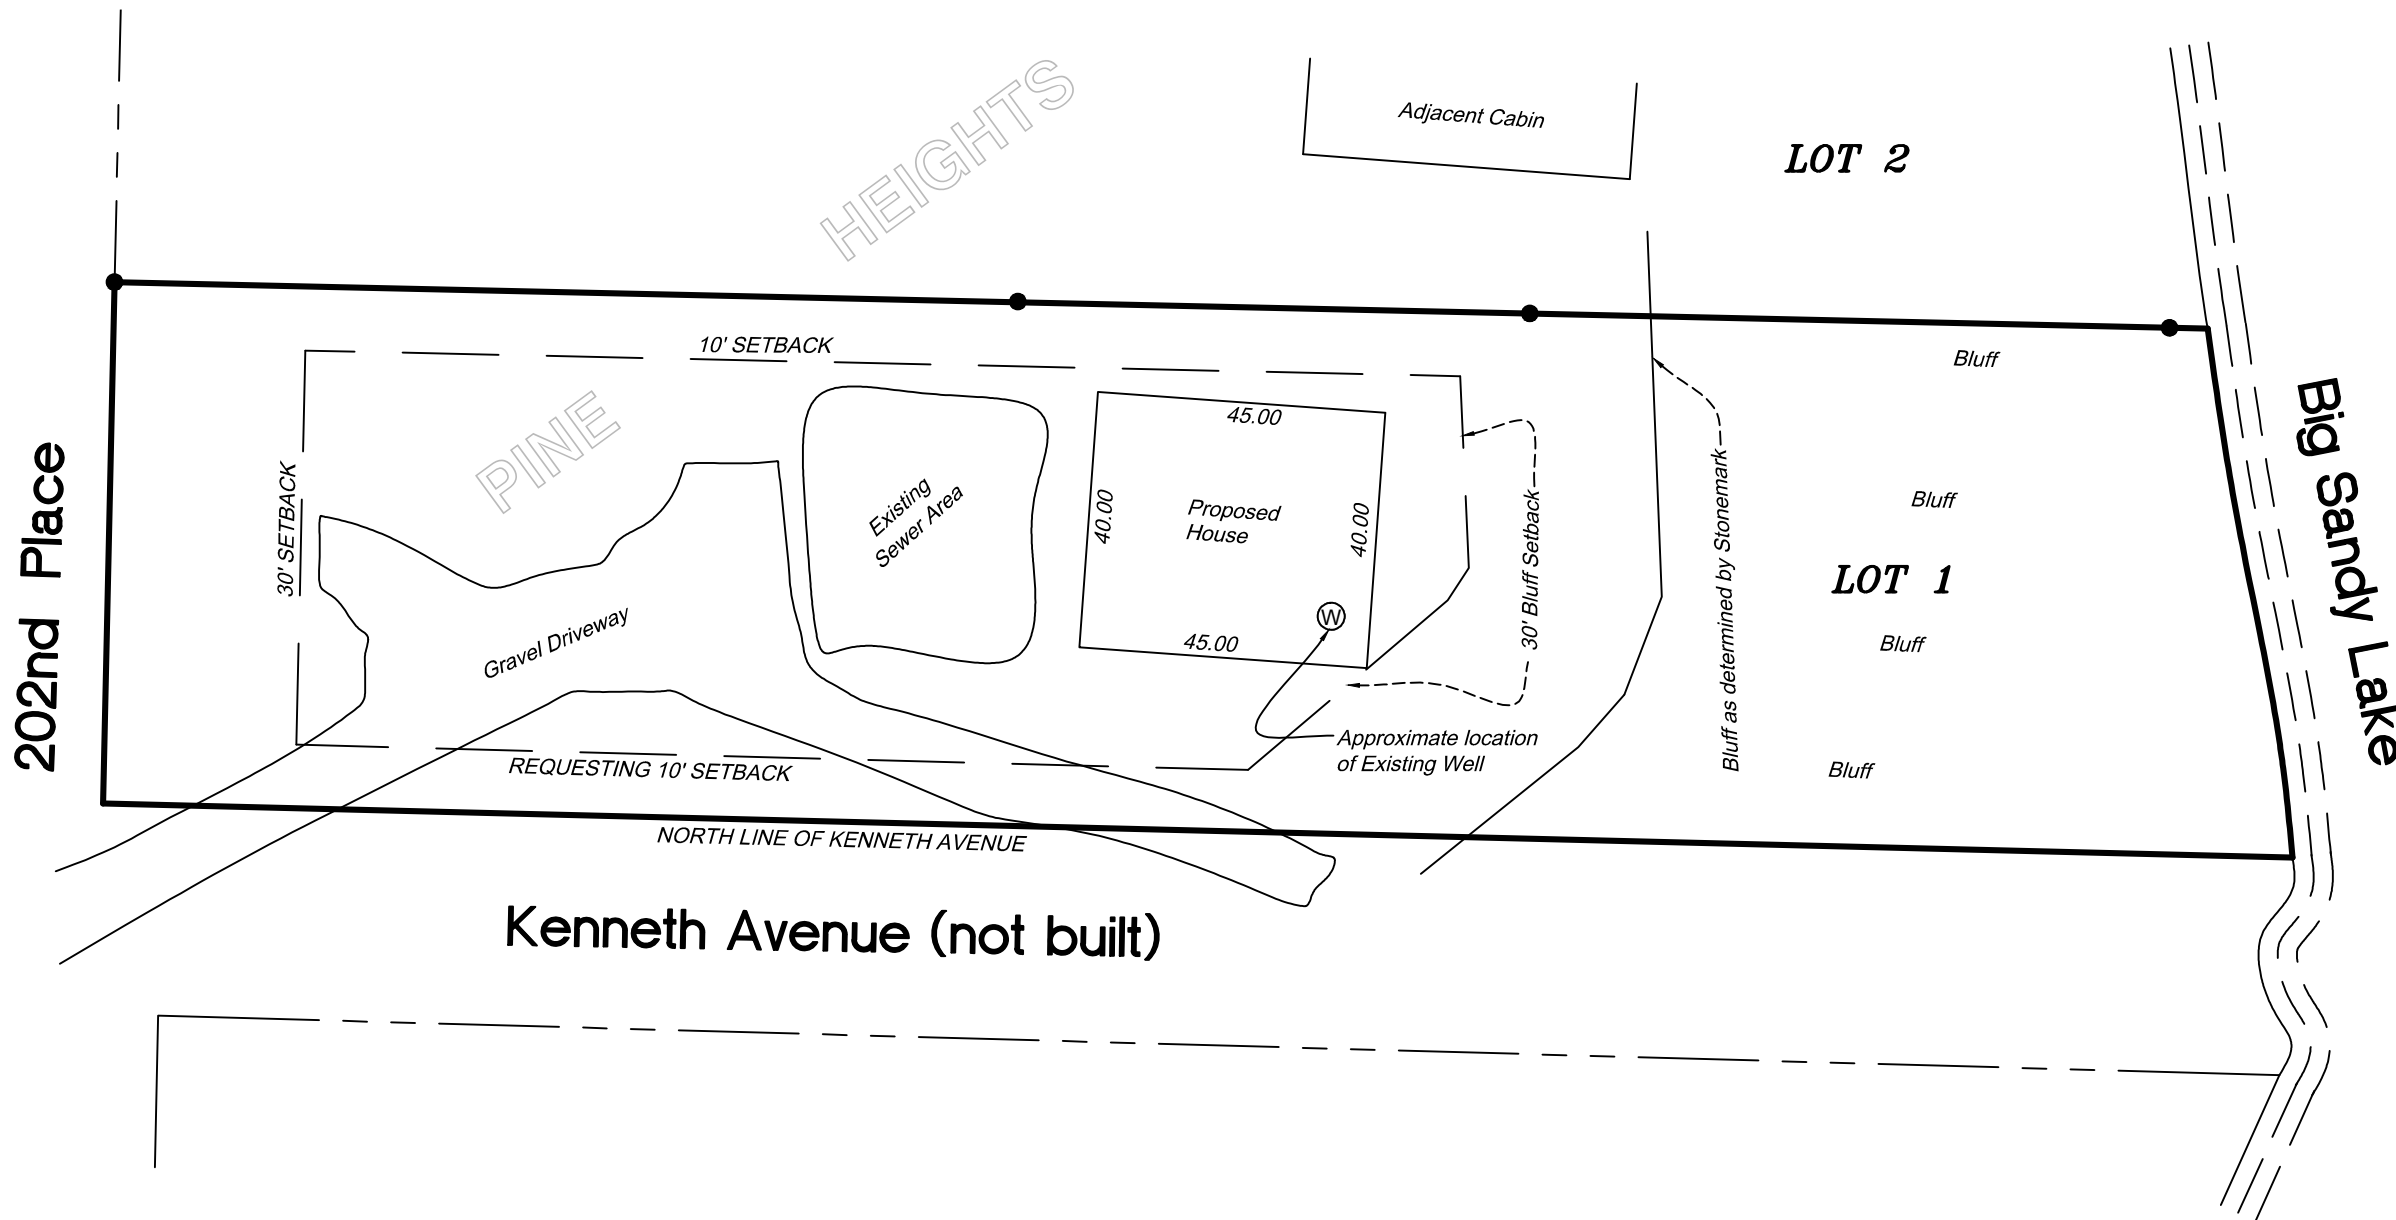 HEIGHTS
Adjacent Cabin
LOT 2
10' SETBACK
Bluff
PINE
45.00
Big Sandy Lake
202nd Place
30' SETBACK
Existing
Sewer Area
40.00
Proposed
House
40.00
30' Bluff Setback
Bluff as determined by Stonemark
Bluff
LOT 1
Gravel Driveway
W
45.00
Bluff
Approximate location
of Existing Well
REQUESTING 10' SETBACK
Bluff
NORTH LINE OF KENNETH AVENUE
Kenneth Avenue (not built)